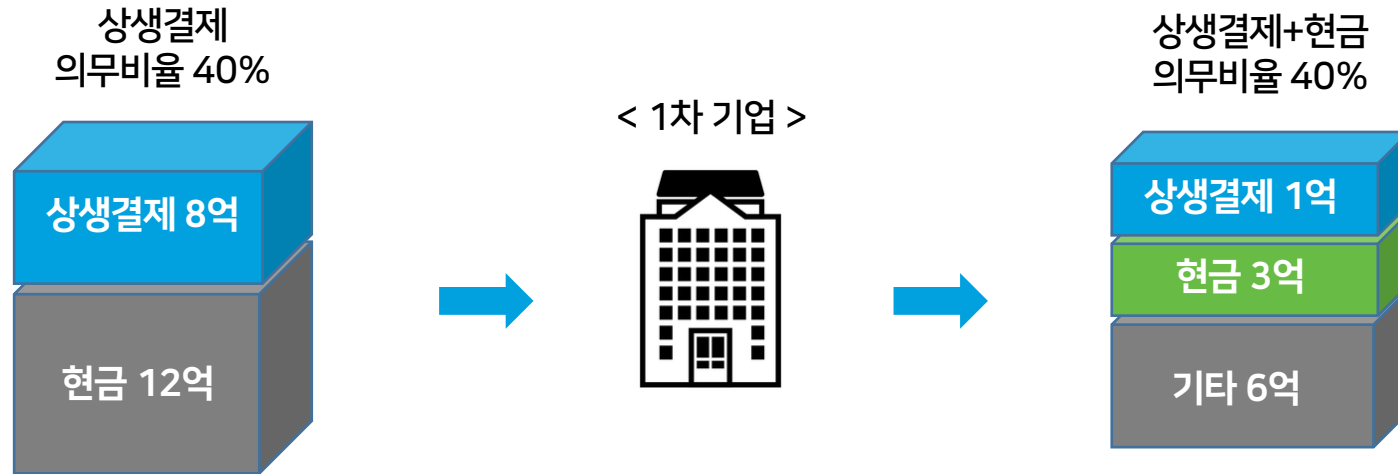 상생결제
의무비율 40%
상생결제 8억
현금 12억
< 1차 기업 >
상생결제+현금
의무비율 40%
상생결제 1억
현금 3억
기타 6억